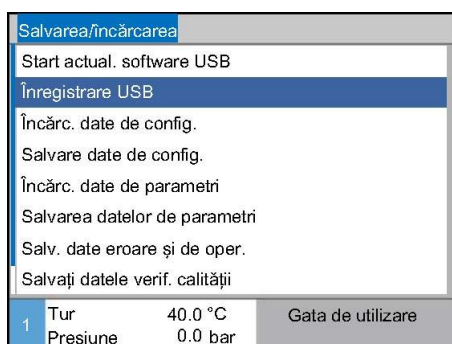 Salvarea/încărcarea
Start actual. software USB
Înregistrare USB
Încărc. date de config.
Salvare date de config.
Încărc. date de parametri
Salvarea datelor de parametri
Salv. date eroare și de oper.
Salvați datele verif. calității
1 Tur 40.0 °C Gata de utilizare
Presiune 0.0 bar